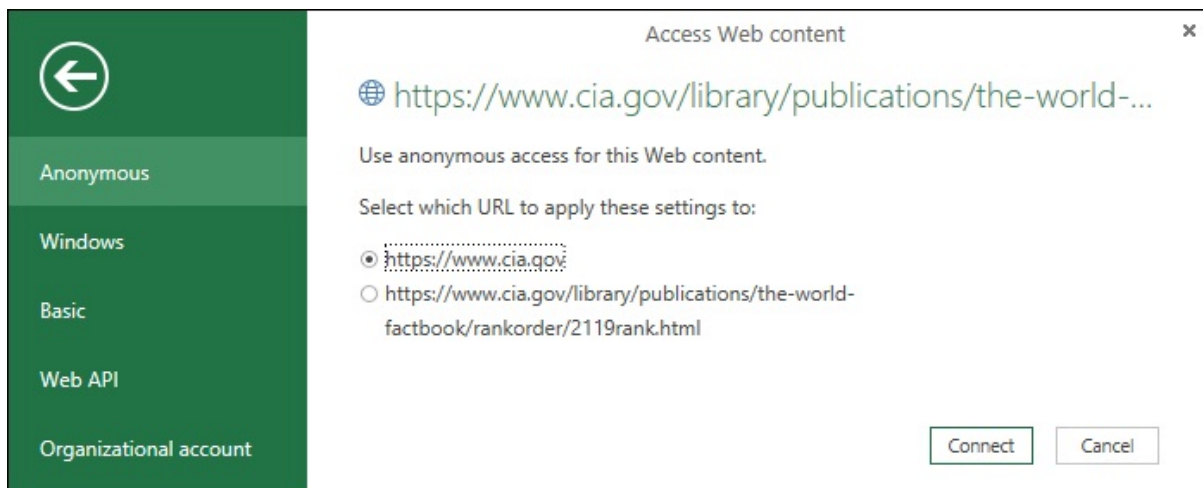 Access Web content
https://www.cia.gov/library/publications/the-world-...
Anonymous
Use anonymous access for this Web content.
Select which URL to apply these settings to:
Windows
https://www.cia.gov
Basic
https://www.cia.gov/library/publications/the-world-
factbook/rankorder/2119rank.html
Web API
Organizational account
Connect
Cancel